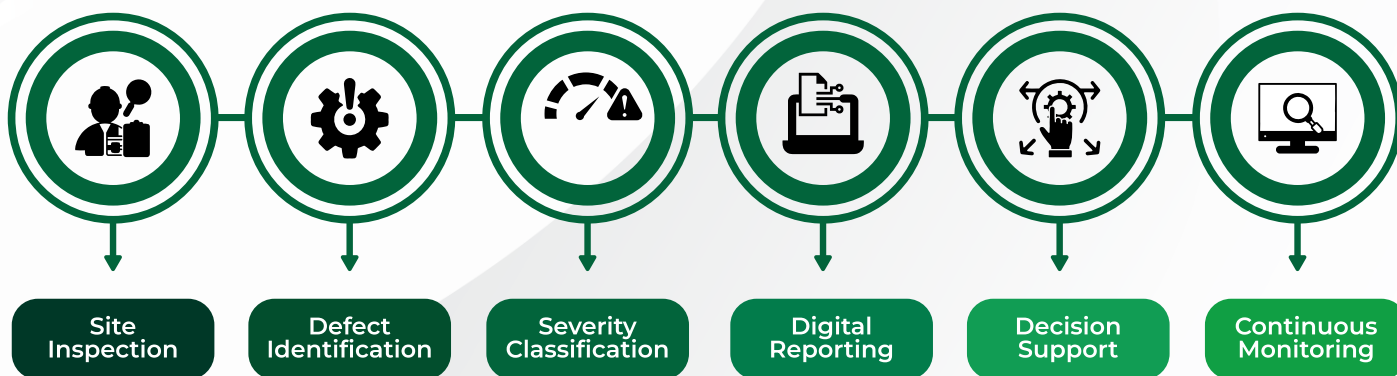 Site
Inspection
Defect
Identification
Severity
Classification
Digital
Reporting
Decision
Support
Continuous
Monitoring